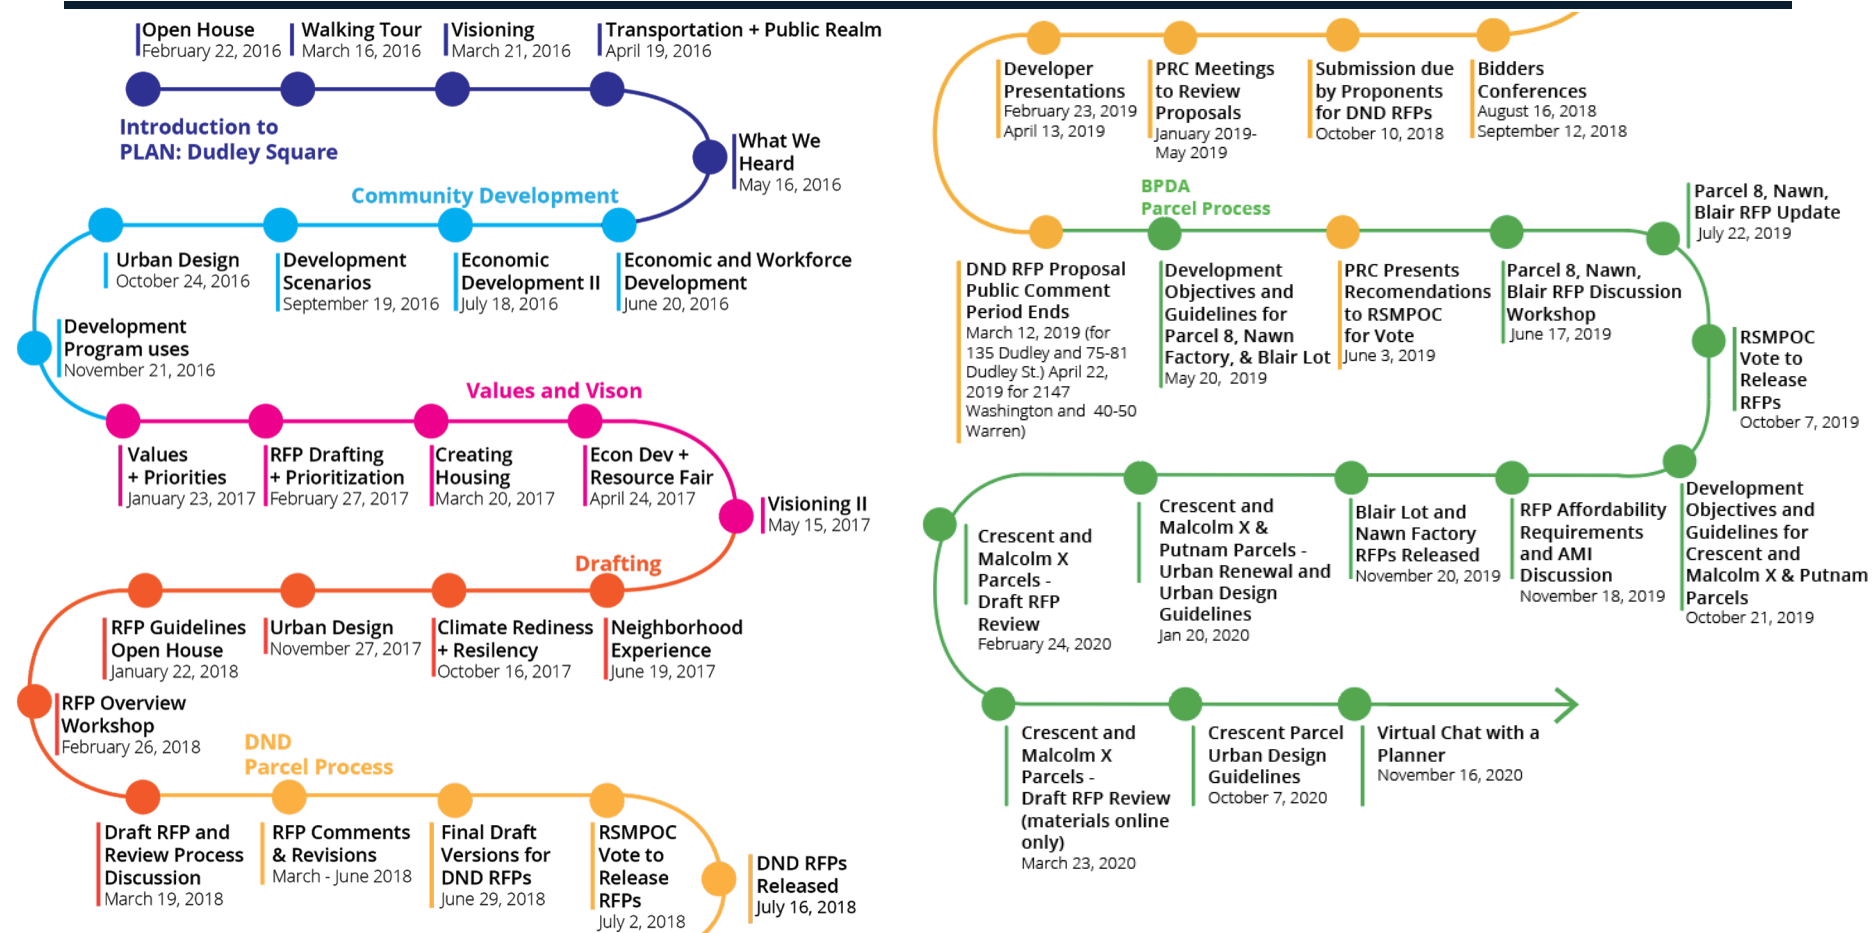 Open House
February 22, 2016
Walking Tour
March 16, 2016
Visioning
March 21, 2016
Transportation + Public Realm
April 19, 2016
Introduction to
PLAN: Dudley Square
What We
Heard
May 16, 2016
Community Development
Urban Design
October 24, 2016
Development
Scenarios
September 19, 2016
Economic
Development II
July 18, 2016
Economic and Workforce
Development
June 20, 2016
Development
Program uses
November 21, 2016
Values and Vison
Values
+ Priorities
January 23, 2017
RFP Drafting
+ Prioritization
February 27, 2017
Creating
Housing
March 20, 2017
Econ Dev +
Resource Fair
April 24, 2017
Visioning II
May 15, 2017
Drafting
RFP Guidelines
Open House
January 22, 2018
Urban Design
November 27, 2017
Climate Rediness
+ Resilency
October 16, 2017
Neighborhood
Experience
June 19, 2017
RFP Overview
Workshop
February 26, 2018
DND
Parcel Process
Draft RFP and
Review Process
Discussion
March 19, 2018
RFP Comments
& Revisions
March - June 2018
Final Draft
Versions for
DND RFPs
June 29, 2018
RSMPOC
Vote to
Release
RFPs
July 2, 2018
DND RFPs
Released
July 16, 2018
Developer
Presentations
February 23, 2019
April 13, 2019
PRC Meetings
to Review
Proposals
January 2019-
May 2019
Submission due
by Proponents
for DND RFPs
October 10, 2018
Bidders
Conferences
August 16, 2018
September 12, 2018
BPDA
Parcel Process
Parcel 8, Nawn,
Blair RFP Update
July 22, 2019
DND RFP Proposal
Public Comment
Period Ends
March 12, 2019 (for
135 Dudley and 75-81
Dudley St.) April 22,
2019 for 2147
Washington and 40-50
Warren)
Development
Objectives and
Guidelines for
Parcel 8, Nawn
Factory, & Blair Lot
May 20, 2019
PRC Presents
Recomendations
to RSMPOC
for Vote
June 3, 2019
Parcel 8, Nawn,
Blair RFP Discussion
Workshop
June 17, 2019
RSMPOC
Vote to
Release
RFPs
October 7, 2019
Crescent and
Malcolm X
Parcels -
Draft RFP
Review
February 24, 2020
Crescent and
Malcolm X &
Putnam Parcels -
Urban Renewal and
Urban Design
Guidelines
Jan 20, 2020
Blair Lot and
Nawn Factory
RFPs Released
November 20, 2019
RFP Affordability
Requirements
and AMI
Discussion
November 18, 2019
Development
Objectives and
Guidelines for
Crescent and
Malcolm X & Putnam
Parcels
October 21, 2019
Crescent and
Malcolm X
Parcels -
Draft RFP Review
(materials online
only)
March 23, 2020
Crescent Parcel
Urban Design
Guidelines
October 7, 2020
Virtual Chat with a
Planner
November 16, 2020